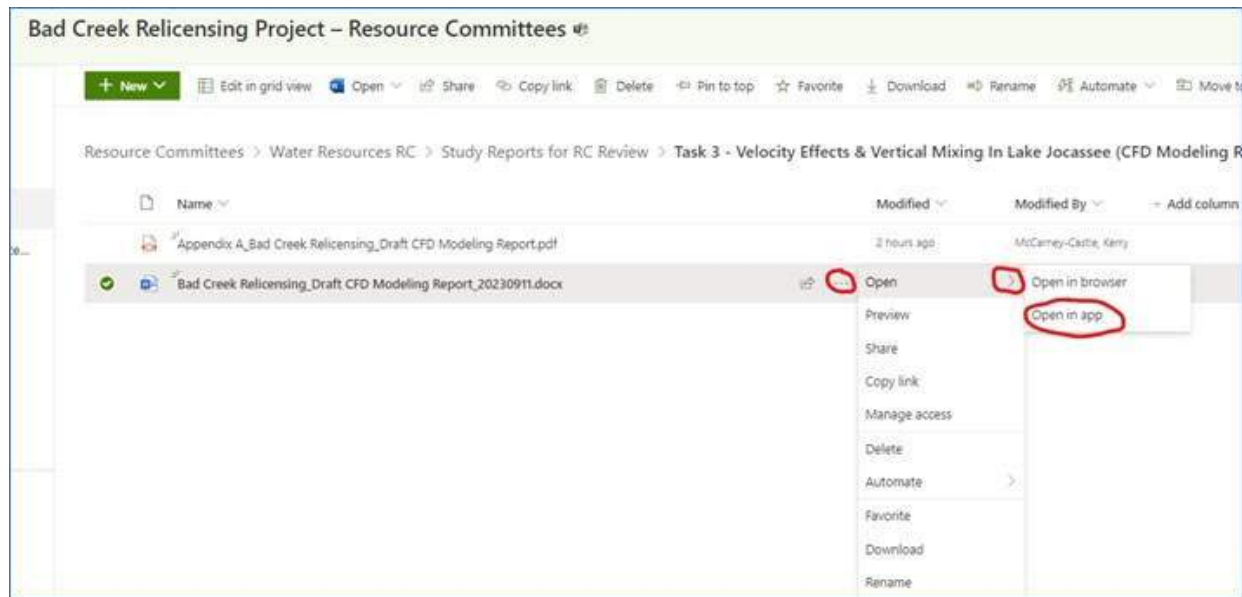 Bad Creek Relicensing Project – Resource Committees
+ New Edit in grid view Open Share Copy link Delete Pin to top Favorite Download Rename Automate Move to
Resource Committees > Water Resources RC > Study Reports for RC Review > Task 3 - Velocity Effects & Vertical Mixing In Lake Jocassee (CFD Modeling R
Name Modified Modified By + Add column
Appendix A_Bad Creek Relicensing_Draft CFD Modeling Report.pdf 2 hours ago McCarney-Castle, Kerry
Bad Creek Relicensing_Draft CFD Modeling Report_20230911.docx ... Open > Open in browser
Preview Open in app
Share
Copy link
Manage access
Delete
Automate >
Favorite
Download
Rename